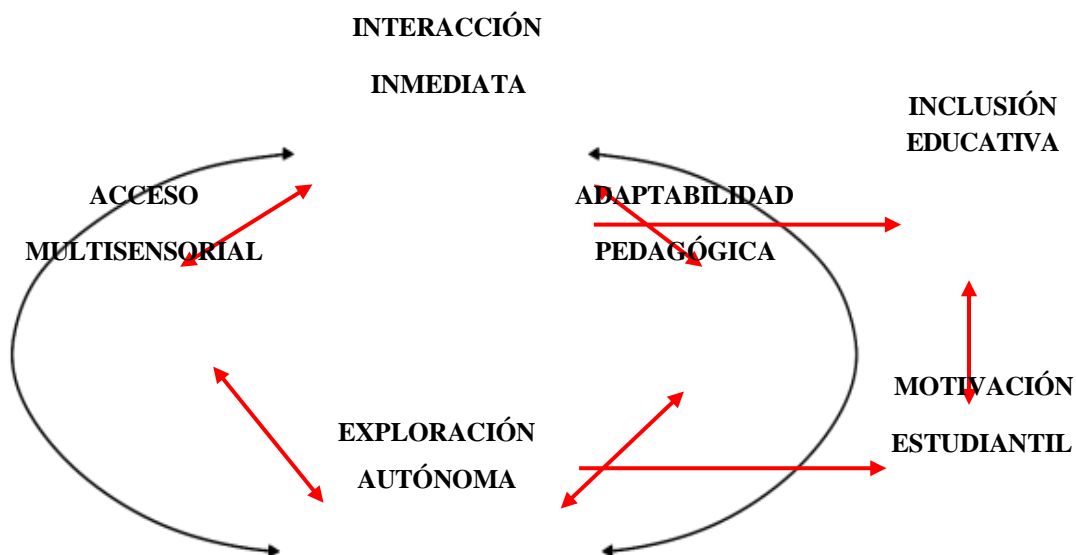 INTERACCIÓN
INMEDIATA
INCLUSIÓN
EDUCATIVA
ACCESO
MULTISENSORIAL
ADAPTABILIDAD
PEDAGÓGICA
MOTIVACIÓN
ESTUDIANTIL
EXPLORACIÓN
AUTÓNOMA